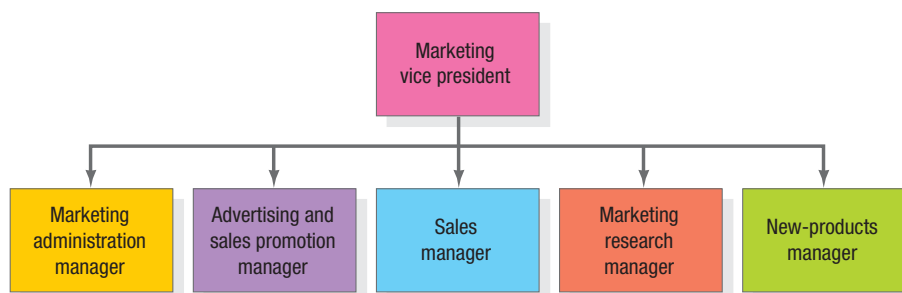 Marketing
vice president
Marketing
administration
manager
Advertising and
sales promotion
manager
Sales
manager
Marketing
research
manager
New-products
manager